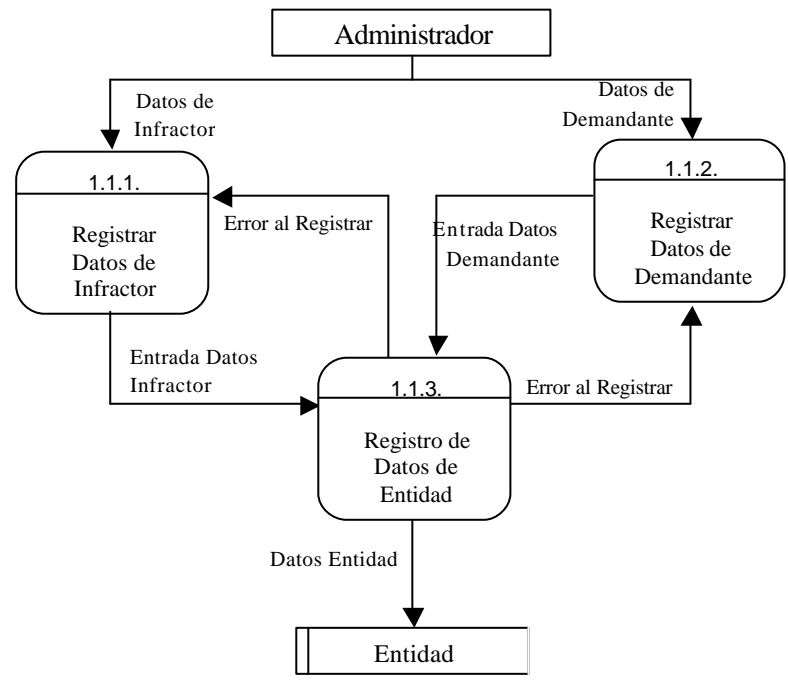 Administrador
Datos de
Infractor
Datos de
Demandante
1.1.1.
Registrar
Datos de
Infractor
1.1.2.
Registrar
Datos de
Demandante
Error al Registrar
Entrada Datos
Demandante
Entrada Datos
Infractor
1.1.3.
Registro de
Datos de
Entidad
Error al Registrar
Datos Entidad
Entidad